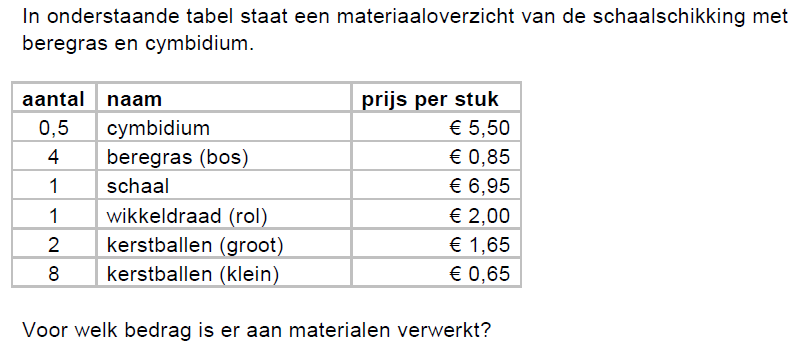 In onderstaande tabel staat een materiaaloverzicht van de schaalschikking met
beregras en cymbidium.
aantal naam prijs per stuk
0,5 cymbidium € 5,50
4 beregras (bos) € 0,85
1 schaal € 6,95
1 wikkeldraad (rol) € 2,00
2 kerstballen (groot) € 1,65
8 kerstballen (klein) € 0,65
Voor welk bedrag is er aan materialen verwerkt?